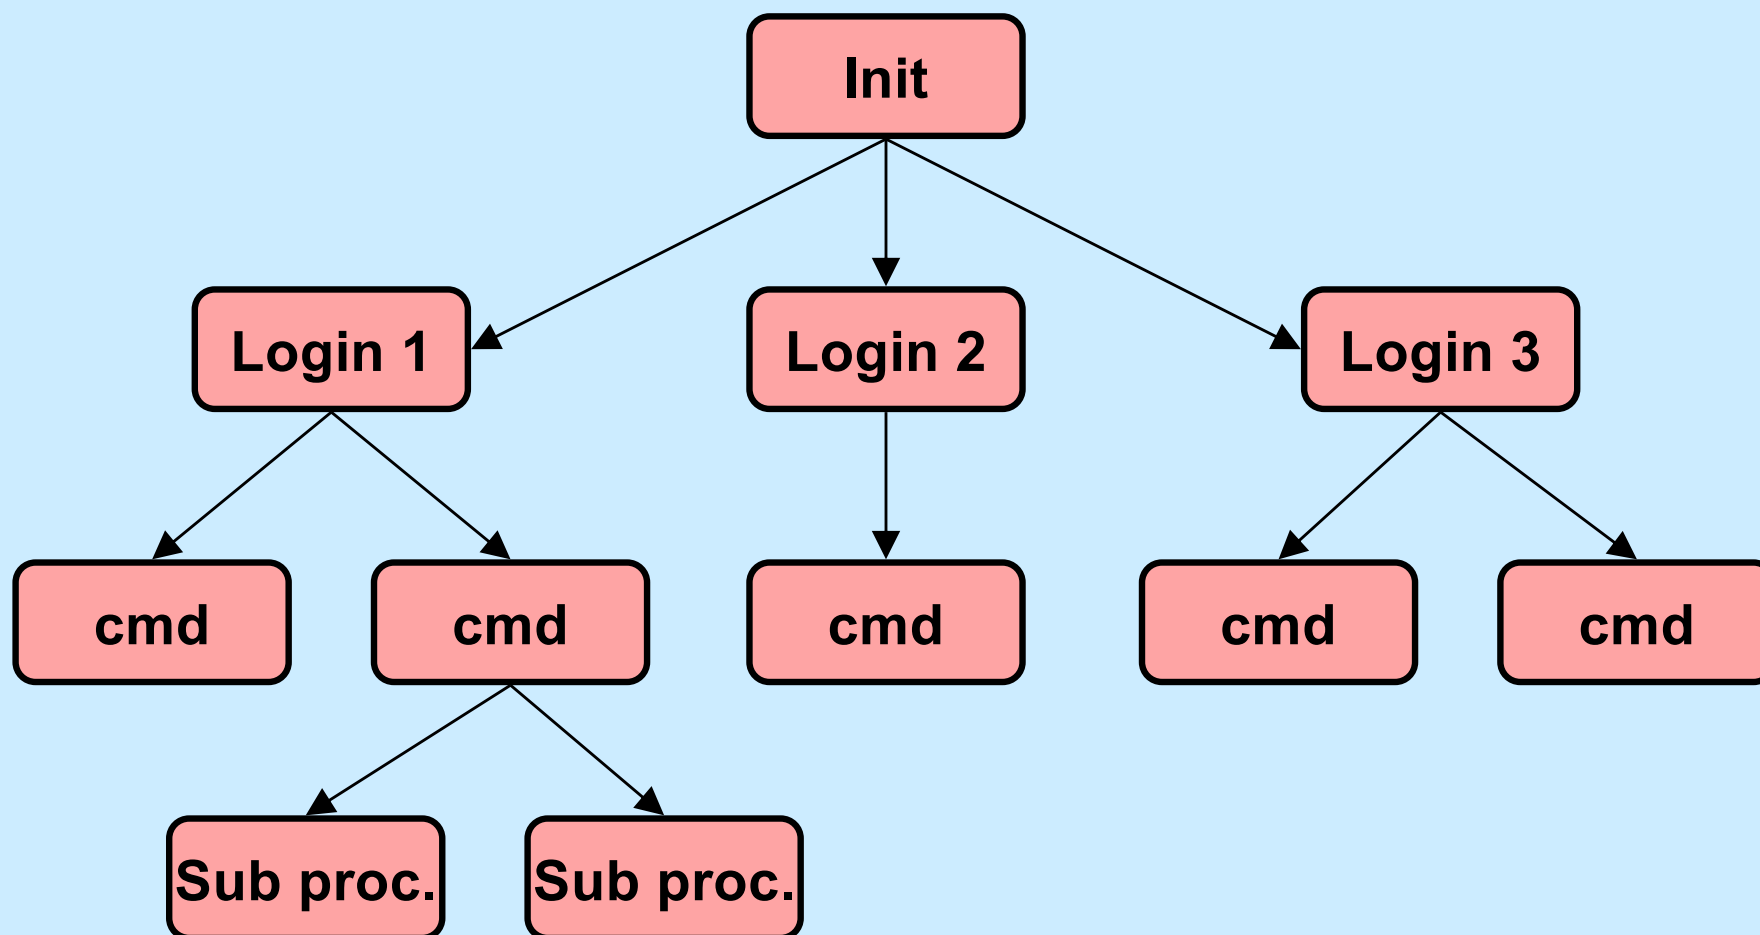 Init
Login 1
Login 2
Login 3
cmd
cmd
cmd
cmd
cmd
Sub proc.
Sub proc.